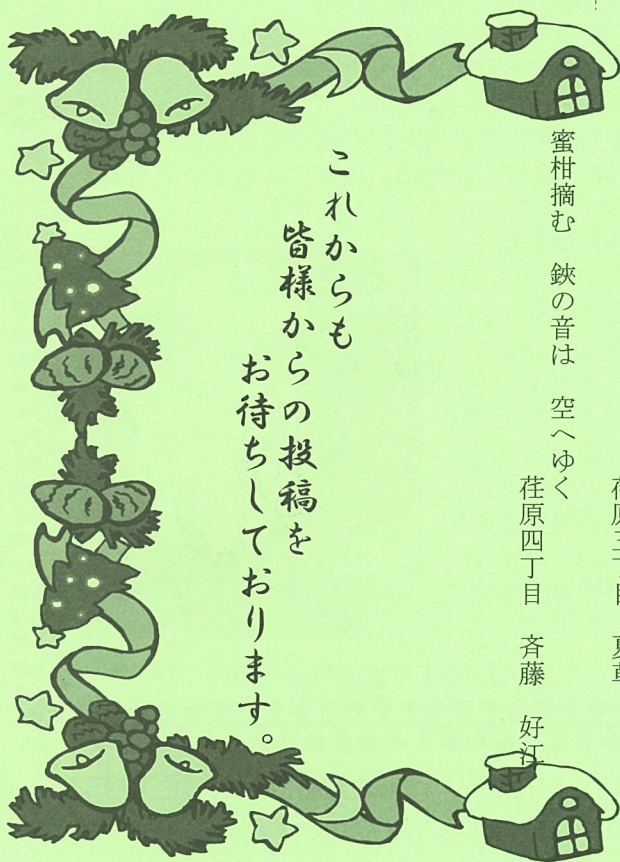 蜜柑摘む　鋏の音は　空へゆく
荏原四丁目　斉藤　好江
これからも
皆様からの投稿を
お待ちしております。